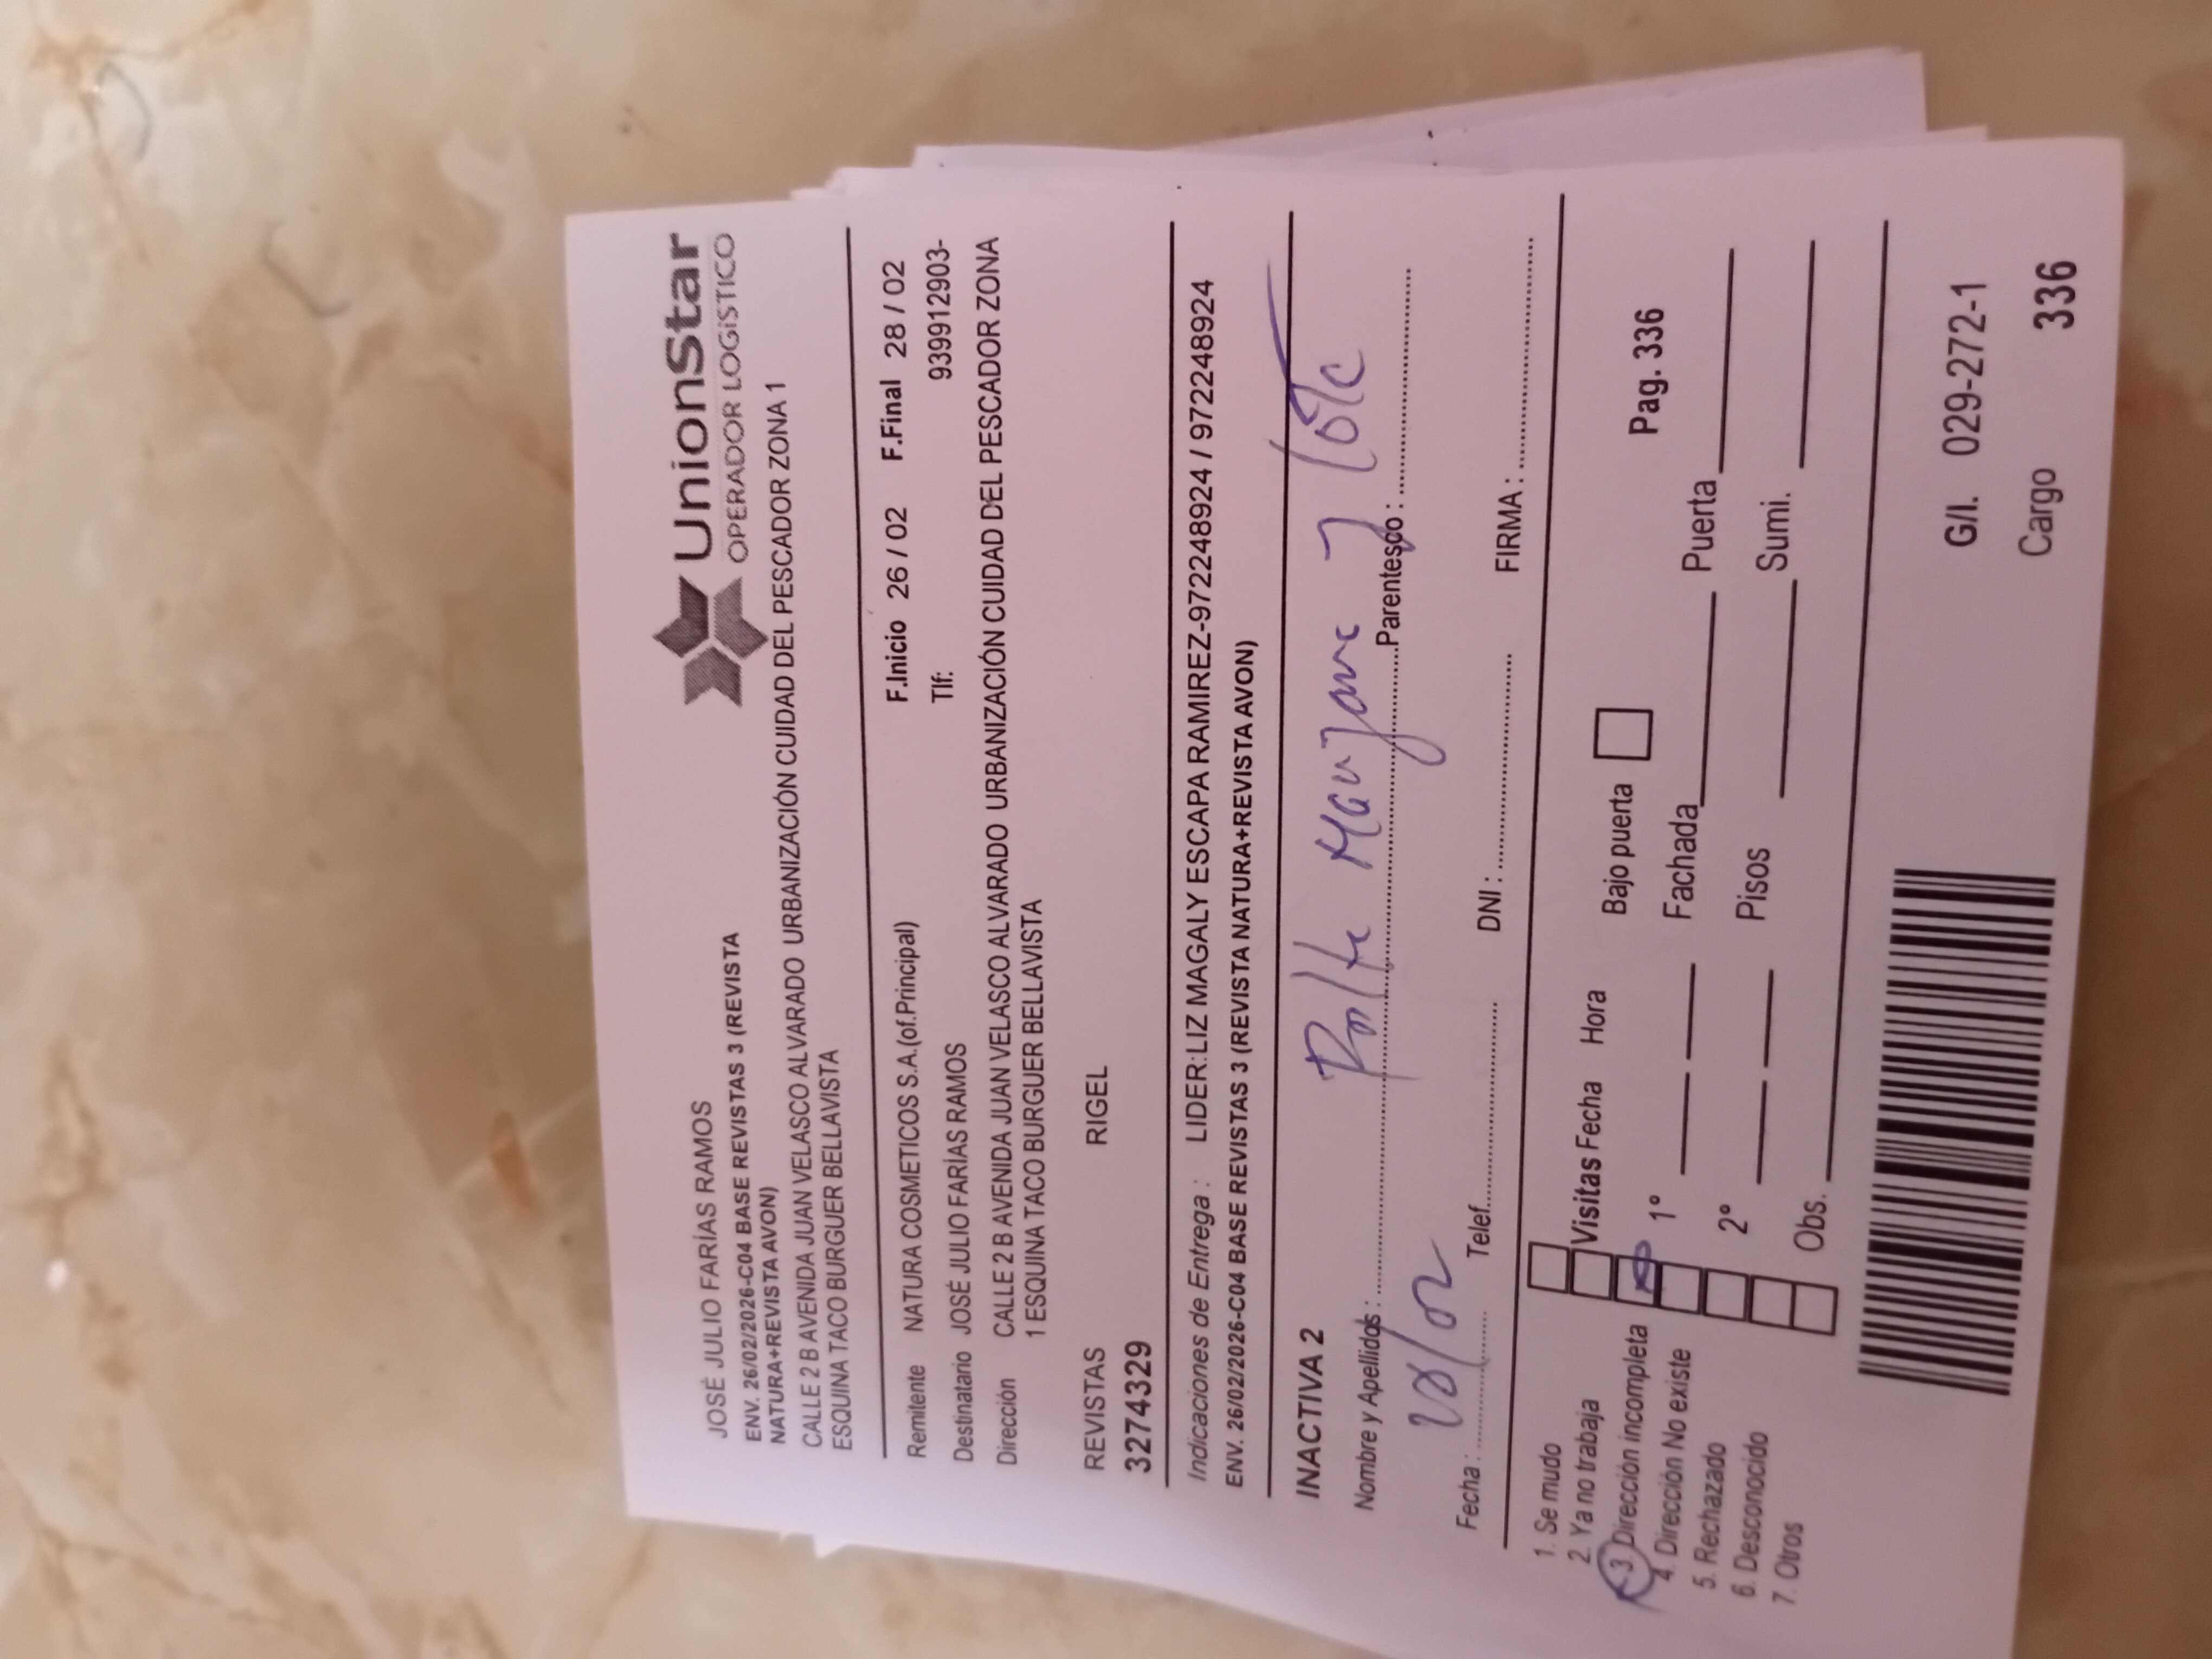 JOSÉ JULIO FARÍAS RAMOS
UnionStar
OPERADOR LOGíSTICO
ENV. 26/02/2026-C04 BASE REVISTAS 3 (REVISTA
NATURA+REVISTA AVON)
CALLE 2 B AVENIDA JUAN VELASCO ALVARADO URBANIZACIÓN CUIDAD DEL PESCADOR ZONA 1
ESQUINA TACO BURGUER BELLAVISTA
Remitente NATURA COSMETICOS S.A.(of.Principal) F.Inicio 26 / 02 F.Final 28 / 02
Destinatario JOSÉ JULIO FARÍAS RAMOS Tlf: 939912903-
Dirección CALLE 2 B AVENIDA JUAN VELASCO ALVARADO URBANIZACIÓN CUIDAD DEL PESCADOR ZONA
1 ESQUINA TACO BURGUER BELLAVISTA
REVISTAS RIGEL
3274329
Indicaciones de Entrega : LIDER:LIZ MAGALY ESCAPA RAMIREZ-972248924 / 972248924
ENV. 26/02/2026-C04 BASE REVISTAS 3 (REVISTA NATURA+REVISTA AVON)
INACTIVA 2
Manzana y Lote
Nombre y Apellidos : Parentesco :
Fecha : Telef. DNI : FIRMA :
1. Se mudo
2. Ya no trabaja
3. Dirección incompleta
4. Dirección No existe
5. Rechazado
6. Desconocido
7. Otros
Visitas Fecha Hora Bajo puerta Pag. 336
1° Fachada Puerta
2° Pisos Sumi.
Obs.
G/I. 029-272-1
Cargo 336